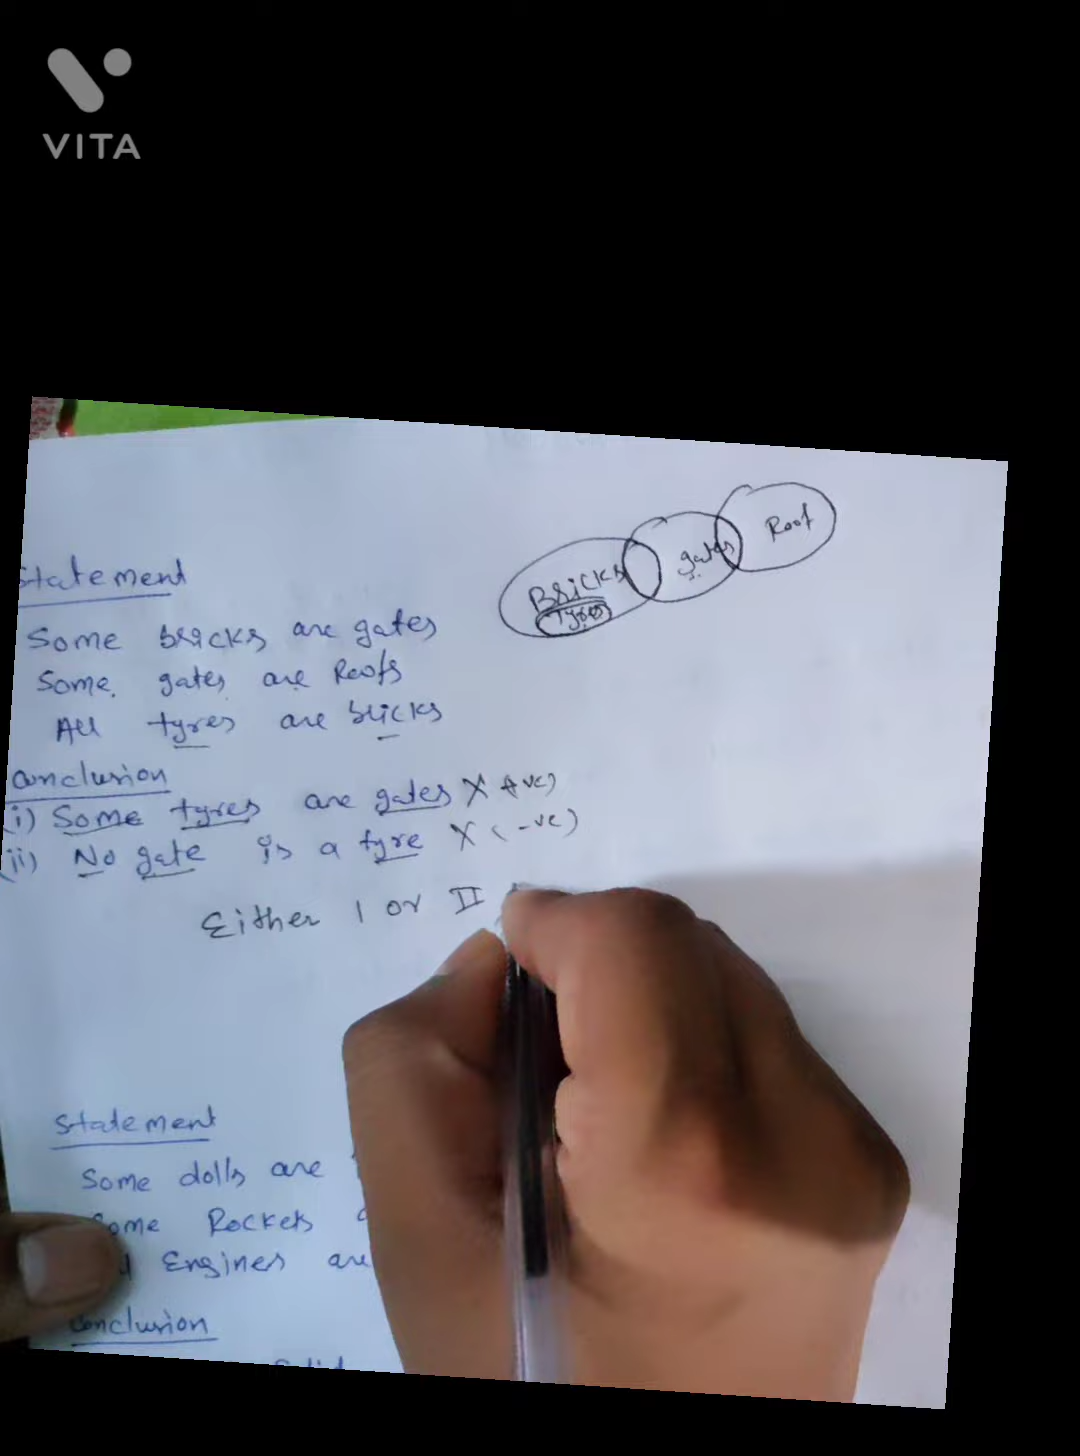 VITA
Statement
Some bricks are gates
Some gates are Roofs
All tyres are bricks
Conclusion
(i) Some tyres are gates X +ve)
(ii) No gate is a tyre X (-ve)
Either I or II
Bricks
Tyres
gates
Roof
Statement
Some dolls are
Some Rockets
Engines are
Conclusion